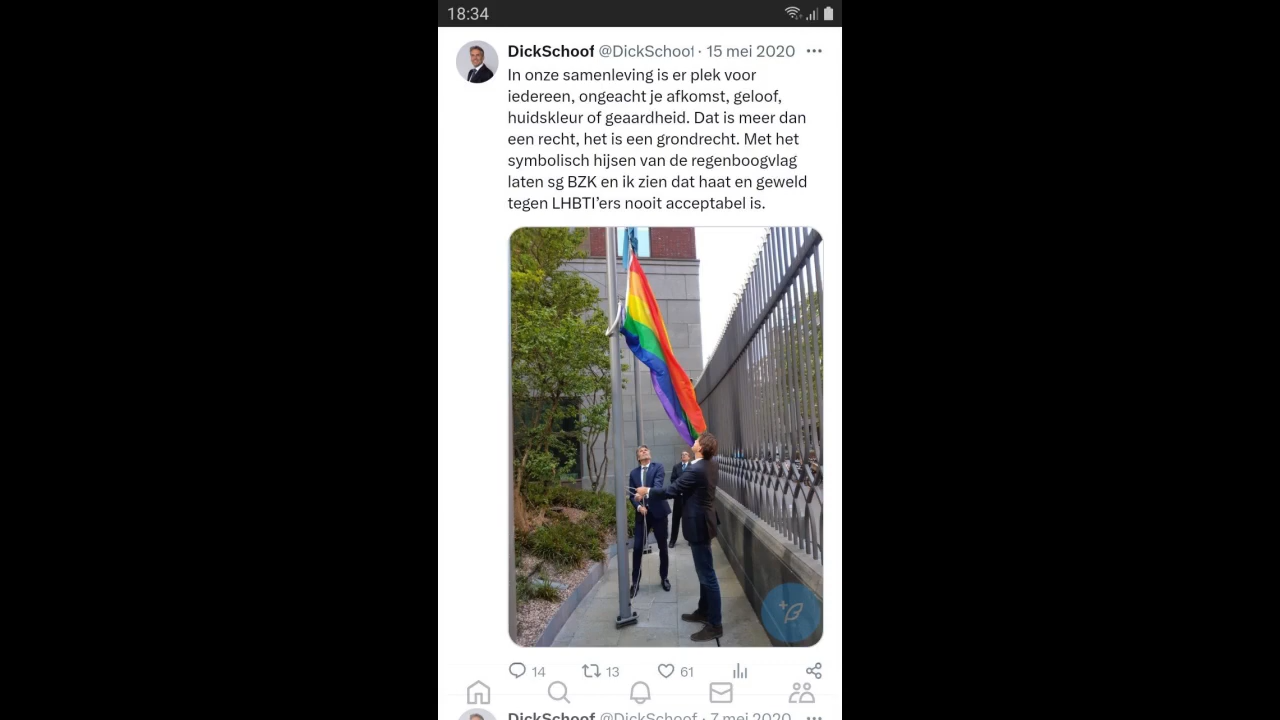 18:34
DickSchoof @DickSchoof · 15 mei 2020
In onze samenleving is er plek voor
iedereen, ongeacht je afkomst, geloof,
huidskleur of geaardheid. Dat is meer dan
een recht, het is een grondrecht. Met het
symbolisch hijsen van de regenboogvlag
laten sg BZK en ik zien dat haat en geweld
tegen LHBTI’ers nooit acceptabel is.
14 13 61
DickSchoof @DickSchoof · 7 mei 2020